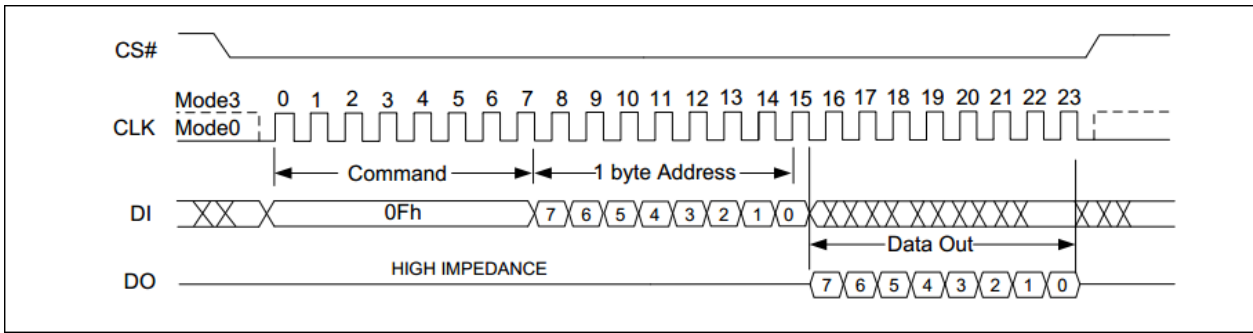 CS#
Mode3 0 1 2 3 4 5 6 7 8 9 10 11 12 13 14 15 16 17 18 19 20 21 22 23
CLK Mode0
Command 1 byte Address
DI 0Fh 7 6 5 4 3 2 1 0
Data Out
HIGH IMPEDANCE
DO 7 6 5 4 3 2 1 0